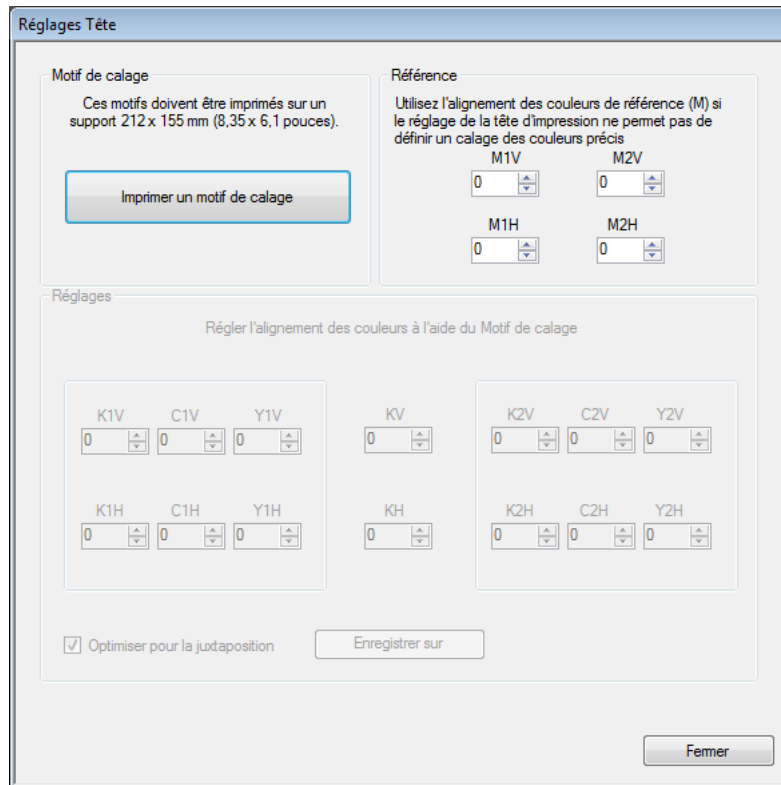 Réglages Tête
Motif de calage
Ces motifs doivent être imprimés sur un
support 212 x 155 mm (8,35 x 6,1 pouces).
Imprimer un motif de calage
Référence
Utilisez l'alignement des couleurs de référence (M) si
le réglage de la tête d'impression ne permet pas de
définir un calage des couleurs précis
M1V M2V
0 0
M1H M2H
0 0
Réglages
Régler l'alignement des couleurs à l'aide du Motif de calage
K1V C1V Y1V KV K2V C2V Y2V
0 0 0 0 0 0 0
K1H C1H Y1H KH K2H C2H Y2H
0 0 0 0 0 0 0
Optimiser pour la juxtaposition Enregistrer sur
Fermer